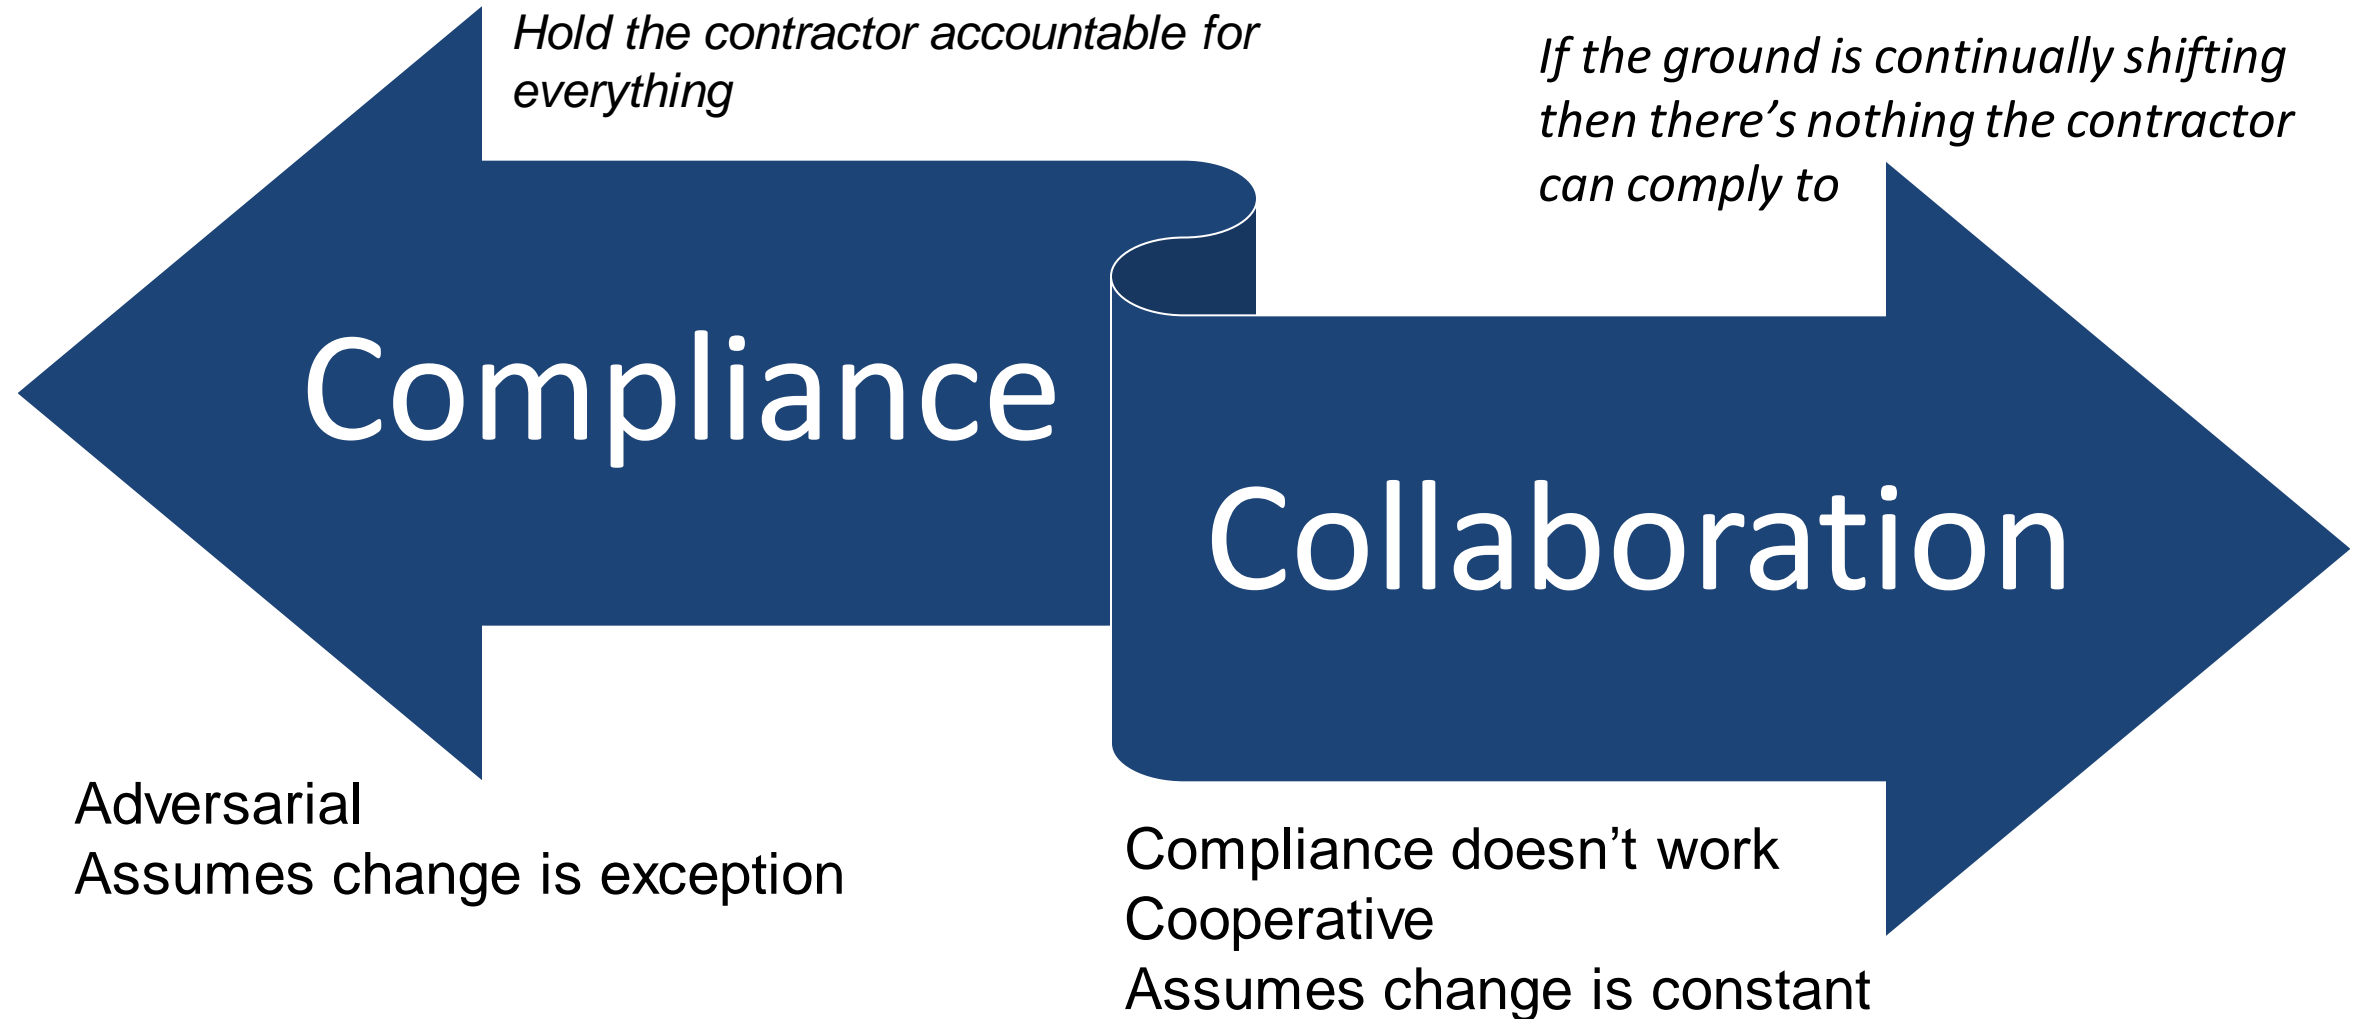 Hold the contractor accountable for
everything
If the ground is continually shifting
then there’s nothing the contractor
can comply to
Compliance
Collaboration
Adversarial
Assumes change is exception
Compliance doesn’t work
Cooperative
Assumes change is constant